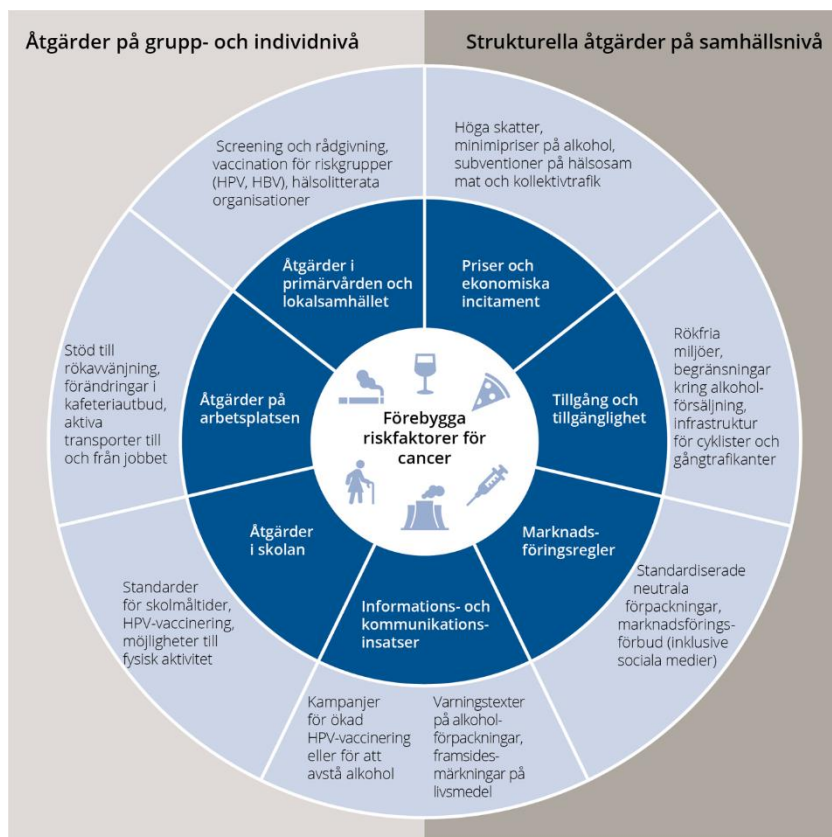 Åtgärder på grupp- och individnivå
Strukturella åtgärder på samhällsnivå
Screening och rådgivning,
vaccination för riskgrupper
(HPV, HBV), hälsolitterata
organisationer
Höga skatter,
minimipriser på alkohol,
subventioner på hälsosam
mat och kollektivtrafik
Åtgärder i
primärvården och
lokalsamhället
Priser och
ekonomiska
incitament
Stöd till
rökavvänjning,
förändringar i
kafeteriautbud,
aktiva
transporter till
och från jobbet
Åtgärder på
arbetsplatsen
Förebygga
riskfaktorer för
cancer
Tillgång och
tillgänglighet
Rökfria
miljöer,
begränsningar
kring alkohol-
försäljning,
infrastruktur
för cyklister och
gångtrafikanter
Åtgärder
i skolan
Marknads-
föringsregler
Standarder
för skolmåltider,
HPV-vaccinering,
möjligheter till
fysisk aktivitet
Informations- och
kommunikations-
insatser
Standardiserade
neutrala
förpackningar,
marknadsförings-
förbud (inklusive
sociala medier)
Kampanjer
för ökad
HPV-vaccinering
eller för att
avstå alkohol
Varningstexter
på alkohol-
förpackningar,
framsides-
märkningar på
livsmedel